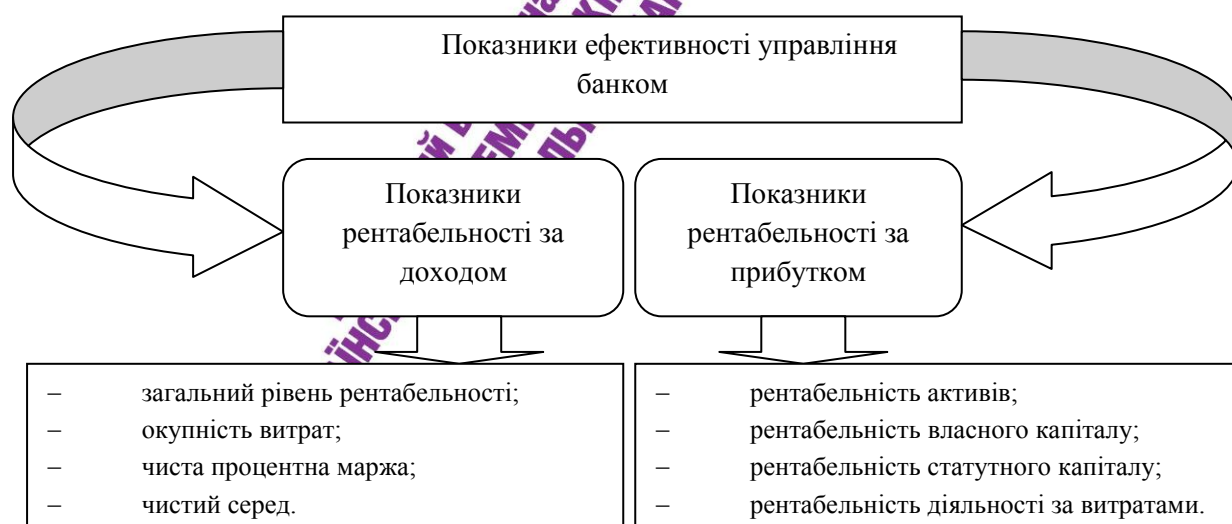 Показники ефективності управління
банком
Показники
рентабельності за
доходом
Показники
рентабельності за
прибутком
– загальний рівень рентабельності;
– окупність витрат;
– чиста процентна маржа;
– чистий серед.
– рентабельність активів;
– рентабельність власного капіталу;
– рентабельність статутного капіталу;
– рентабельність діяльності за витратами.